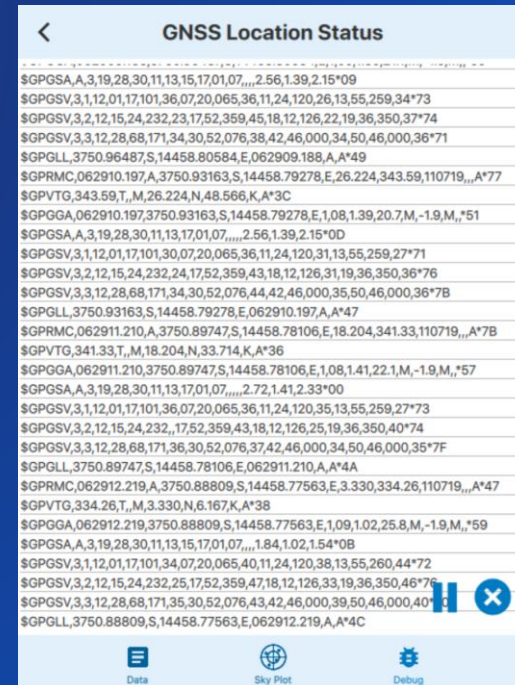 GNSS Location Status
$GPGSA,A,3,19,28,30,11,13,15,17,01,07,,,,2.56,1.39,2.15*09
$GPGSV,3,1,12,01,17,101,36,07,20,065,36,11,24,120,26,13,55,259,34*73
$GPGSV,3,2,12,15,24,232,23,17,52,359,45,18,12,126,22,19,36,350,37*74
$GPGSV,3,3,12,28,68,171,34,30,52,076,38,42,46,000,34,50,46,000,36*71
$GPGLL,3750.96487,S,14458.80584,E,062909.188,A,A*49
$GPRMC,062910.197,A,3750.93163,S,14458.79278,E,26.224,343.59,110719,,,A*77
$GPVTG,343.59,T,,M,26.224,N,48.566,K,A*3C
$GPGGA,062910.197,3750.93163,S,14458.79278,E,1,08,1.39,20.7,M,-1.9,M,,*51
$GPGSA,A,3,19,28,30,11,13,17,01,07,,,,,2.56,1.39,2.15*0D
$GPGSV,3,1,12,01,17,101,30,07,20,065,36,11,24,120,31,13,55,259,27*71
$GPGSV,3,2,12,15,24,232,24,17,52,359,43,18,12,126,31,19,36,350,36*76
$GPGSV,3,3,12,28,68,171,34,30,52,076,44,42,46,000,35,50,46,000,36*7B
$GPGLL,3750.93163,S,14458.79278,E,062910.197,A,A*47
$GPRMC,062911.210,A,3750.89747,S,14458.78106,E,18.204,341.33,110719,,,A*7B
$GPVTG,341.33,T,,M,18.204,N,33.714,K,A*36
$GPGGA,062911.210,3750.89747,S,14458.78106,E,1,08,1.41,22.1,M,-1.9,M,,*57
$GPGSA,A,3,19,28,30,11,13,17,01,07,,,,,2.72,1.41,2.33*00
$GPGSV,3,1,12,01,17,101,36,07,20,065,36,11,24,120,35,13,55,259,27*73
$GPGSV,3,2,12,15,24,232,,17,52,359,43,18,12,126,25,19,36,350,40*74
$GPGSV,3,3,12,28,68,171,36,30,52,076,37,42,46,000,34,50,46,000,35*7F
$GPGLL,3750.89747,S,14458.78106,E,062911.210,A,A*4A
$GPRMC,062912.219,A,3750.88809,S,14458.77563,E,3.330,334.26,110719,,,A*47
$GPVTG,334.26,T,,M,3.330,N,6.167,K,A*38
$GPGGA,062912.219,3750.88809,S,14458.77563,E,1,09,1.02,25.8,M,-1.9,M,,*59
$GPGSA,A,3,19,28,30,11,13,15,17,01,07,,,,1.84,1.02,1.54*0B
$GPGSV,3,1,12,01,17,101,34,07,20,065,40,11,24,120,38,13,55,260,44*72
$GPGSV,3,2,12,15,24,232,25,17,52,359,47,18,12,126,33,19,36,350,46*76
$GPGSV,3,3,12,28,68,171,35,30,52,076,43,42,46,000,39,50,46,000,40*
$GPGLL,3750.88809,S,14458.77563,E,062912.219,A,A*4C
Data Sky Plot Debug